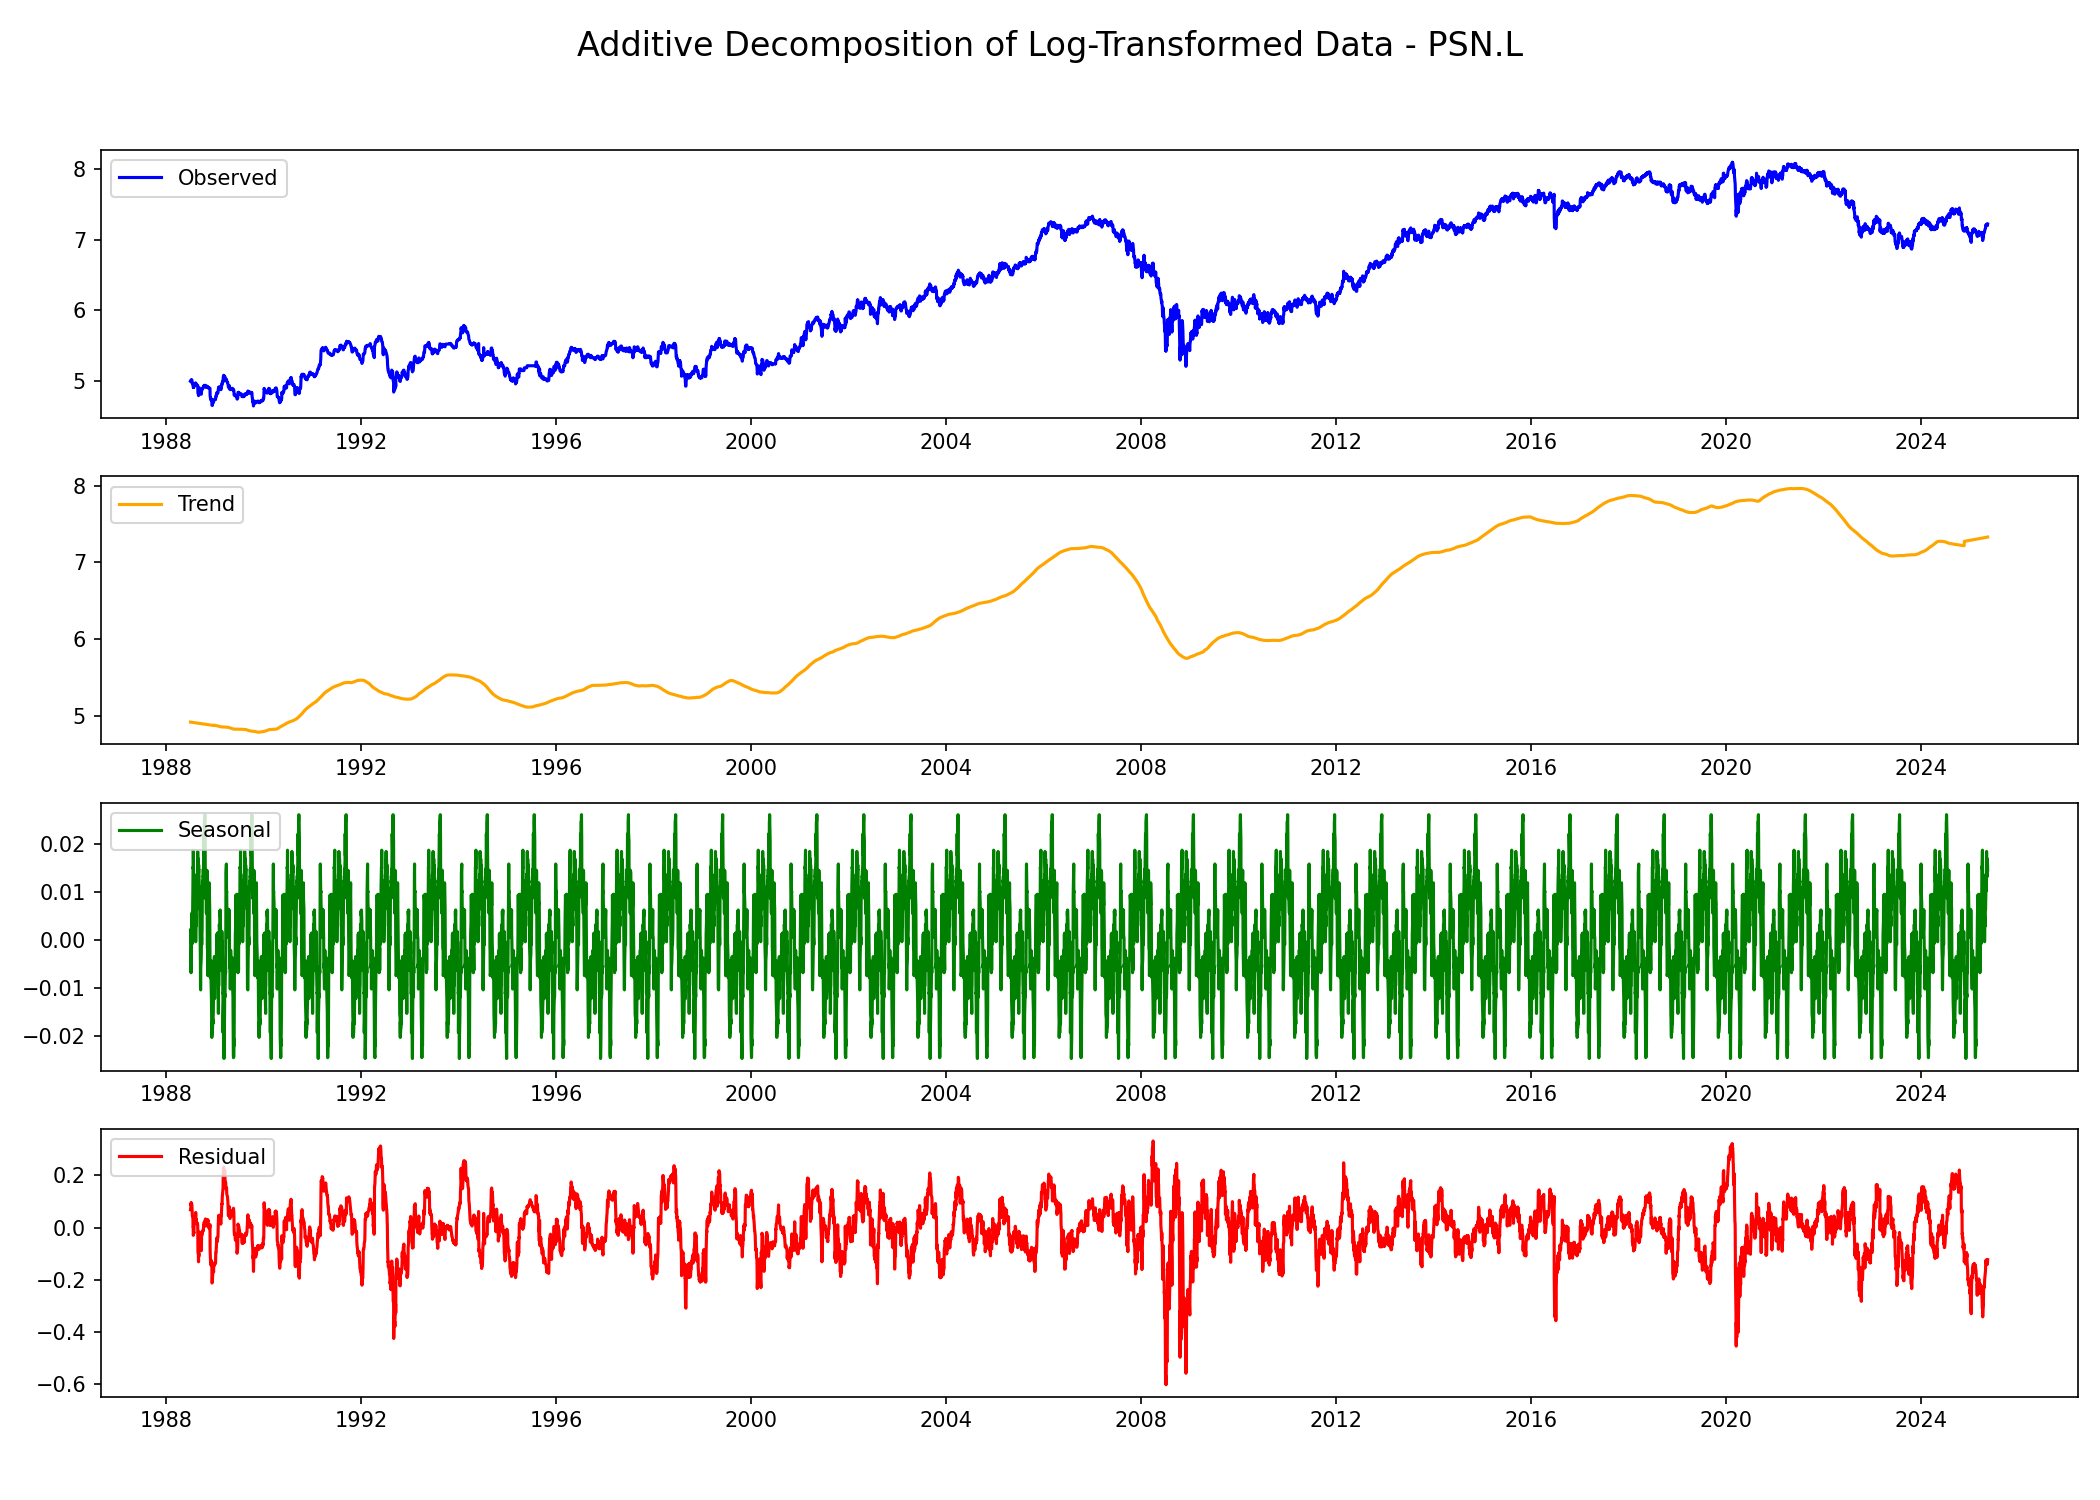 Additive Decomposition of Log-Transformed Data - PSN.L
8
7
6
5
Observed
1988 1992 1996 2000 2004 2008 2012 2016 2020 2024
8
7
6
5
Trend
1988 1992 1996 2000 2004 2008 2012 2016 2020 2024
0.02
0.01
0.00
−0.01
−0.02
Seasonal
1988 1992 1996 2000 2004 2008 2012 2016 2020 2024
0.2
0.0
−0.2
−0.4
−0.6
Residual
1988 1992 1996 2000 2004 2008 2012 2016 2020 2024